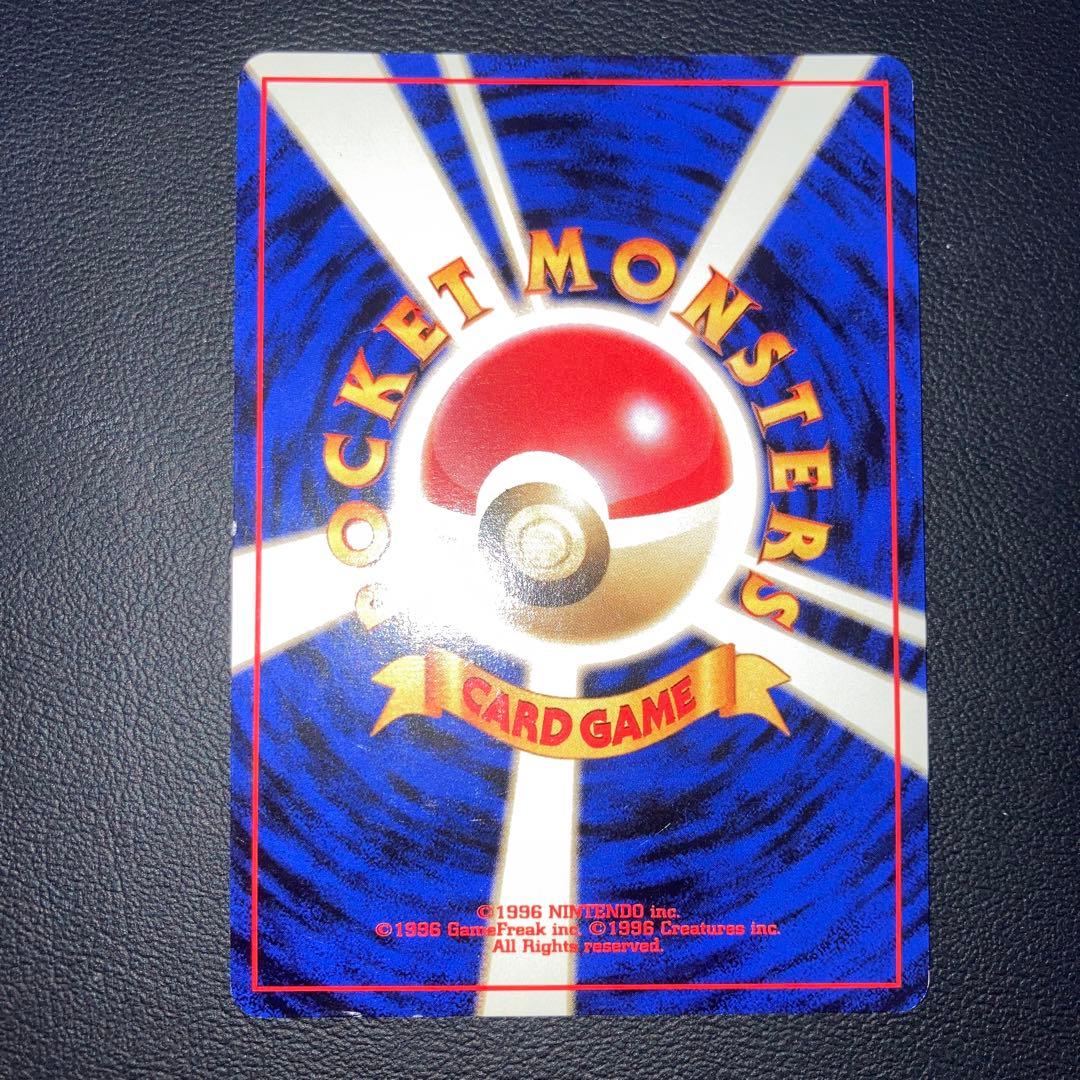 POCKET MONSTERS
CARD GAME
©1996 NINTENDO inc.
©1996 GameFreak inc. ©1996 Creatures inc.
All Rights reserved.